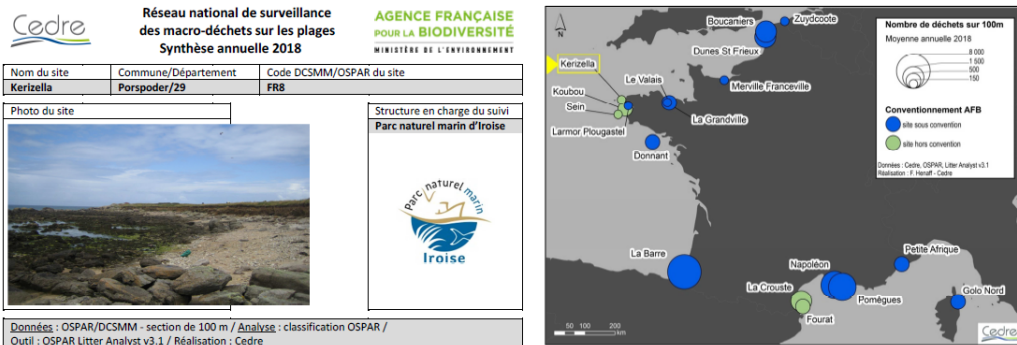 Cedre
Réseau national de surveillance
des macro-déchets sur les plages
Synthèse annuelle 2018
AGENCE FRANÇAISE
POUR LA BIODIVERSITÉ
MINISTÈRE DE L'ENVIRONNEMENT
Nom du site
Commune/Département
Code DCSMM/OSPAR du site
Kerizella
Porspoder/29
FR8
Photo du site
Structure en charge du suivi
Parc naturel marin d'Iroise
Parc naturel marin
Iroise
Données : OSPAR/DCSMM - section de 100 m / Analyse : classification OSPAR /
Outil : OSPAR Litter Analyst v3.1 / Réalisation : Cedre
N
Boucaniers
Zuydcoote
Dunes St Frieux
Kerizella
Le Valais
Merville Franceville
Koubou
Sein
La Grandville
Larmor Plougastel
Donnant
La Barre
Napoléon
Petite Afrique
La Crouste
Pomègues
Golo Nord
Fourat
Nombre de déchets sur 100m
Moyenne annuelle 2018
8 000
1 500
500
150
Conventionnement AFB
site sous convention
site hors convention
Données : Cedre, OSPAR, Litter Analyst v3.1
Réalisation : F. Henaff - Cedre
50 100 200
km
Cedre